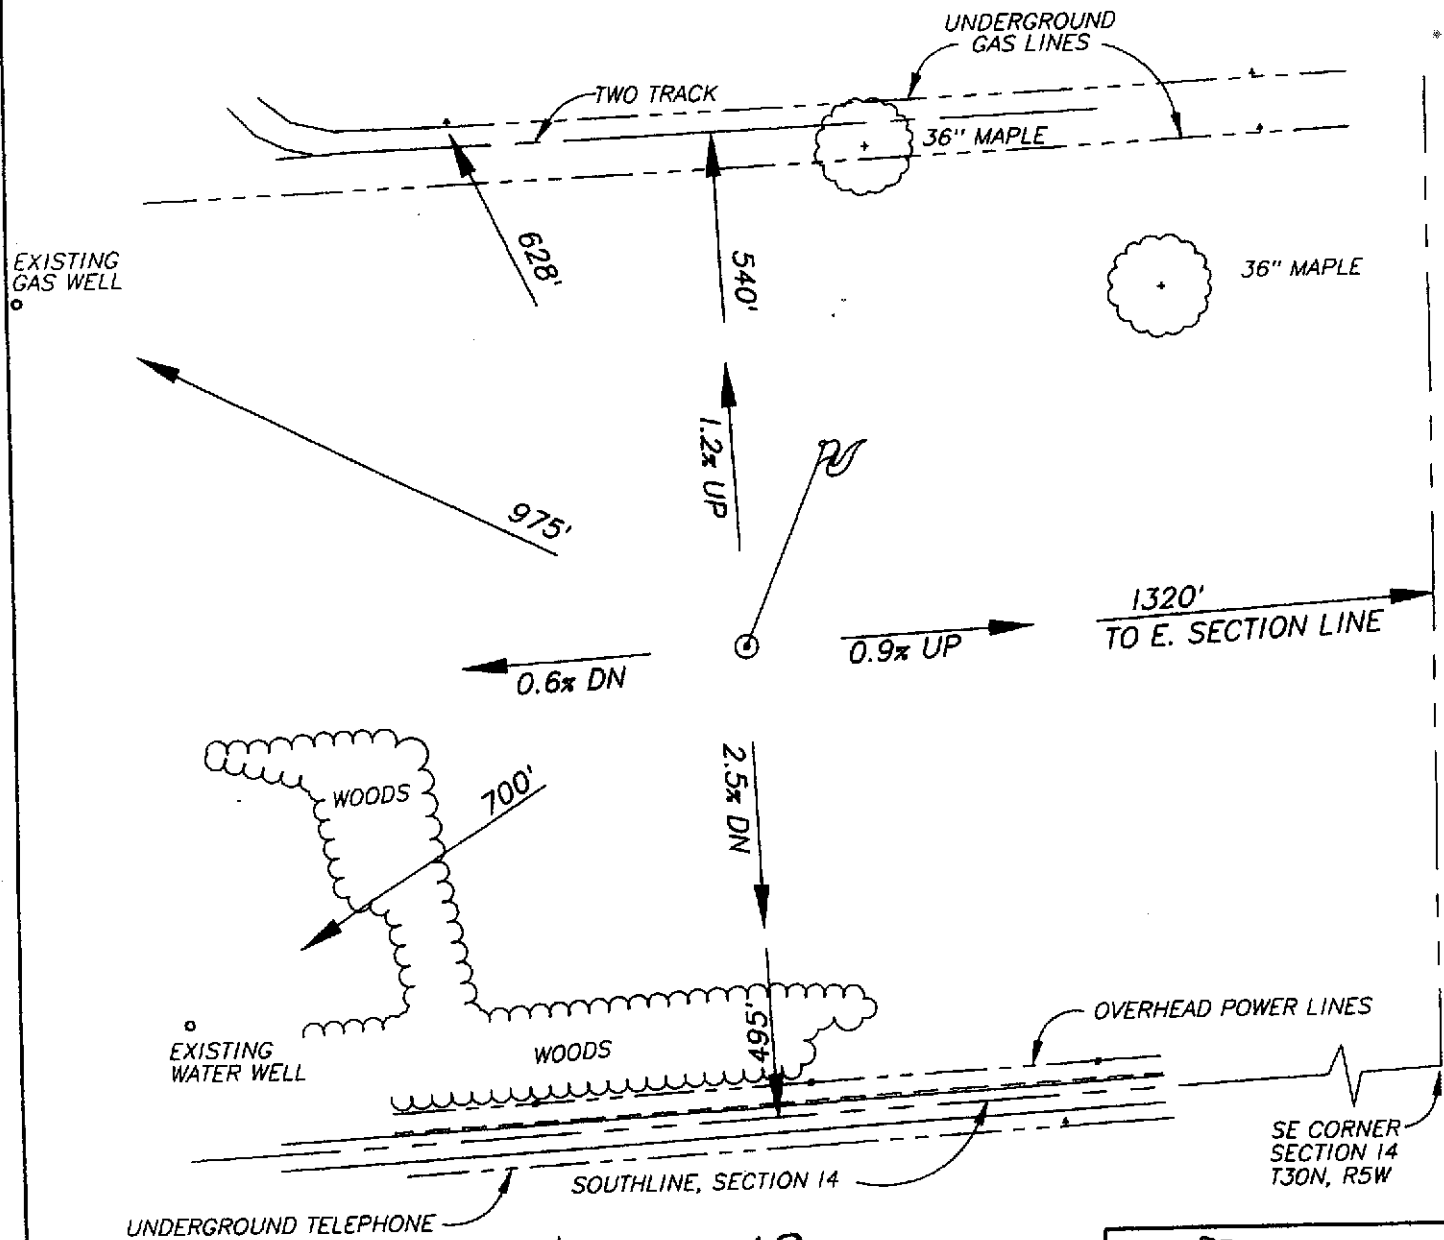 UNDERGROUND
GAS LINES
TWO TRACK
36" MAPLE
628'
540'
EXISTING
GAS WELL
36" MAPLE
1.2% UP
975'
1320'
TO E. SECTION LINE
0.9% UP
0.6% DN
2.5% DN
WOODS
700'
495'
OVERHEAD POWER LINES
EXISTING
WATER WELL
WOODS
SE CORNER
SECTION 14
T30N, R5W
SOUTHLINE, SECTION 14
UNDERGROUND TELEPHONE